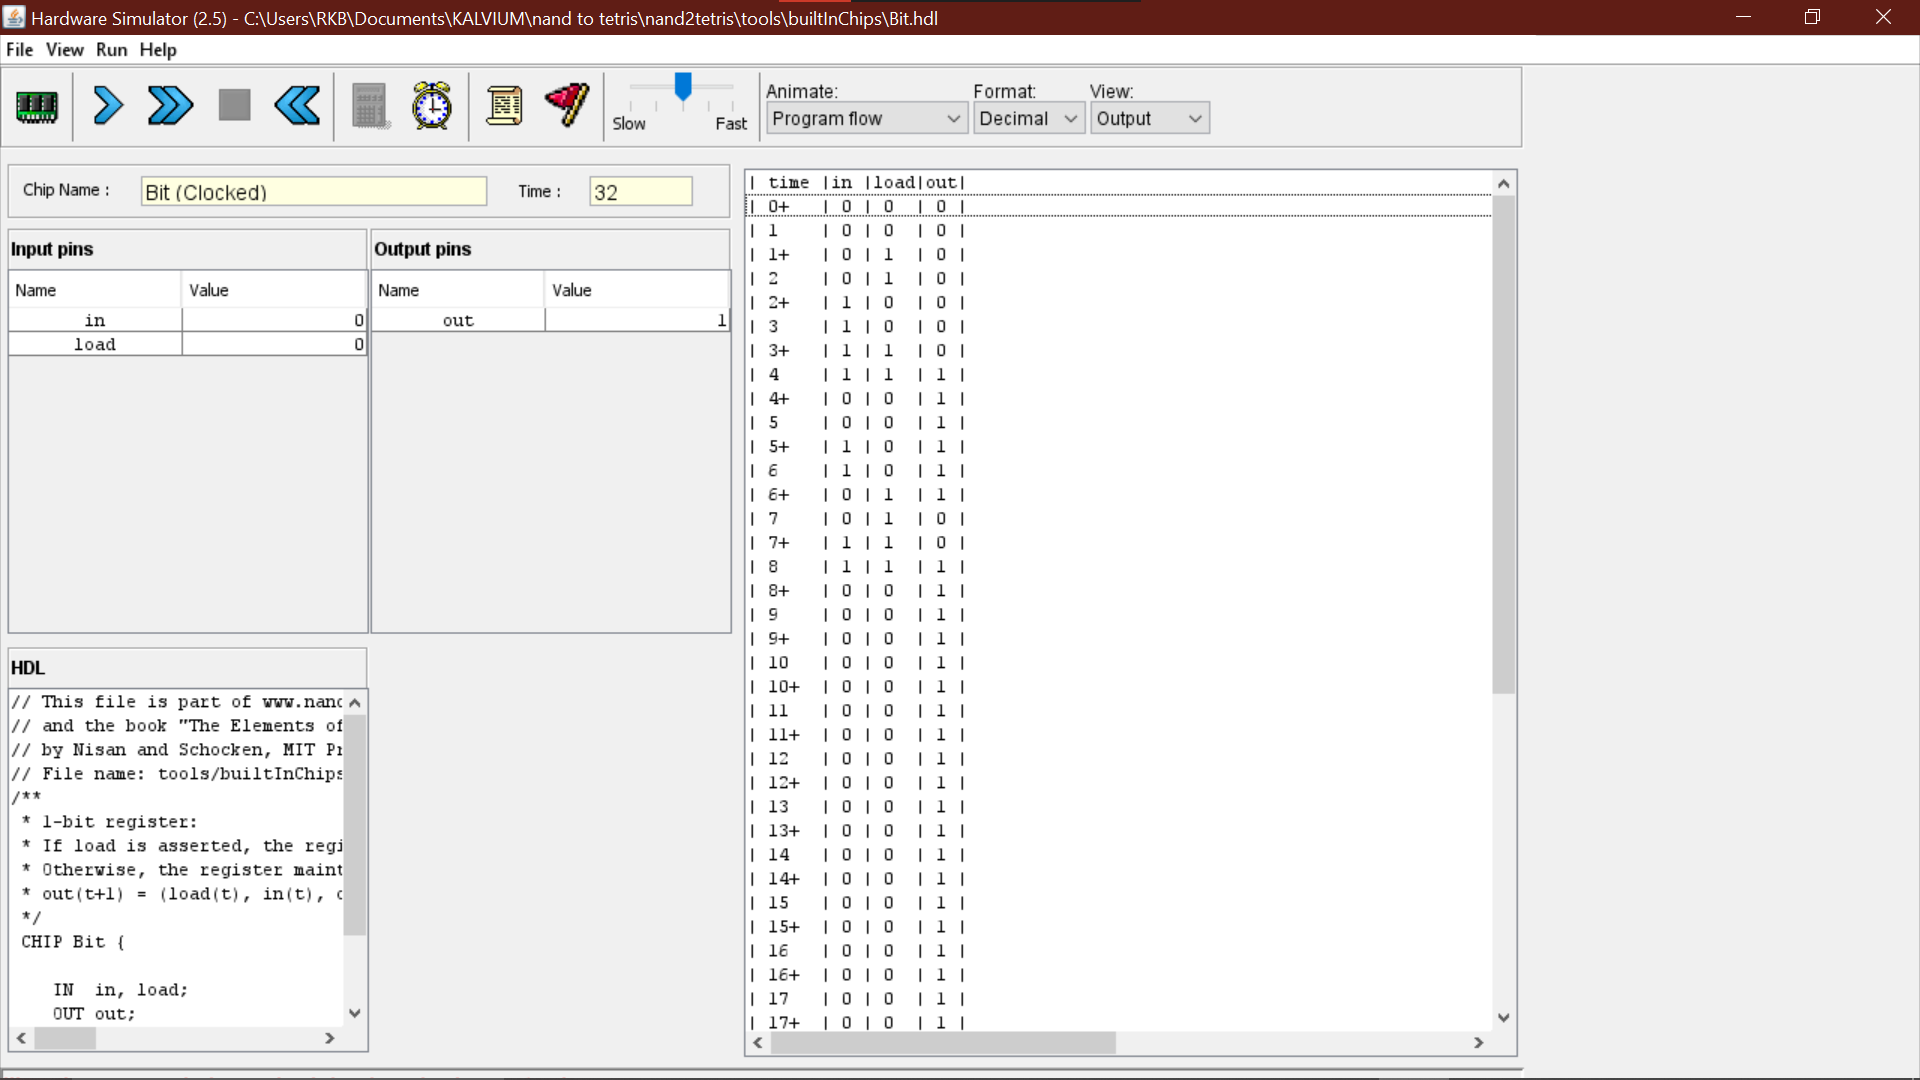 Hardware Simulator (2.5) - C:\Users\RKB\Documents\KALVIUM\nand to tetris\nand2tetris\tools\builtInChips\Bit.hdl
File View Run Help
Slow Fast
Animate: Format: View:
Program flow Decimal Output
Chip Name : Bit (Clocked) Time : 32
Input pins Output pins
Name Value Name Value
in 0 out 1
load 0
HDL
// This file is part of www.nand
// and the book "The Elements of
// by Nisan and Schocken, MIT Pr
// File name: tools/builtInChips
/**
* 1-bit register:
* If load is asserted, the regi
* Otherwise, the register maint
* out(t+1) = (load(t), in(t), o
*/
CHIP Bit {
IN in, load;
OUT out;
| time |in |load|out|
| 0+ | 0 | 0 | 0 |
| 1 | 0 | 0 | 0 |
| 1+ | 0 | 1 | 0 |
| 2 | 0 | 1 | 0 |
| 2+ | 1 | 0 | 0 |
| 3 | 1 | 0 | 0 |
| 3+ | 1 | 1 | 0 |
| 4 | 1 | 1 | 1 |
| 4+ | 0 | 0 | 1 |
| 5 | 0 | 0 | 1 |
| 5+ | 1 | 0 | 1 |
| 6 | 1 | 0 | 1 |
| 6+ | 0 | 1 | 1 |
| 7 | 0 | 1 | 0 |
| 7+ | 1 | 1 | 0 |
| 8 | 1 | 1 | 1 |
| 8+ | 0 | 0 | 1 |
| 9 | 0 | 0 | 1 |
| 9+ | 0 | 0 | 1 |
| 10 | 0 | 0 | 1 |
| 10+ | 0 | 0 | 1 |
| 11 | 0 | 0 | 1 |
| 11+ | 0 | 0 | 1 |
| 12 | 0 | 0 | 1 |
| 12+ | 0 | 0 | 1 |
| 13 | 0 | 0 | 1 |
| 13+ | 0 | 0 | 1 |
| 14 | 0 | 0 | 1 |
| 14+ | 0 | 0 | 1 |
| 15 | 0 | 0 | 1 |
| 15+ | 0 | 0 | 1 |
| 16 | 0 | 0 | 1 |
| 16+ | 0 | 0 | 1 |
| 17 | 0 | 0 | 1 |
| 17+ | 0 | 0 | 1 |